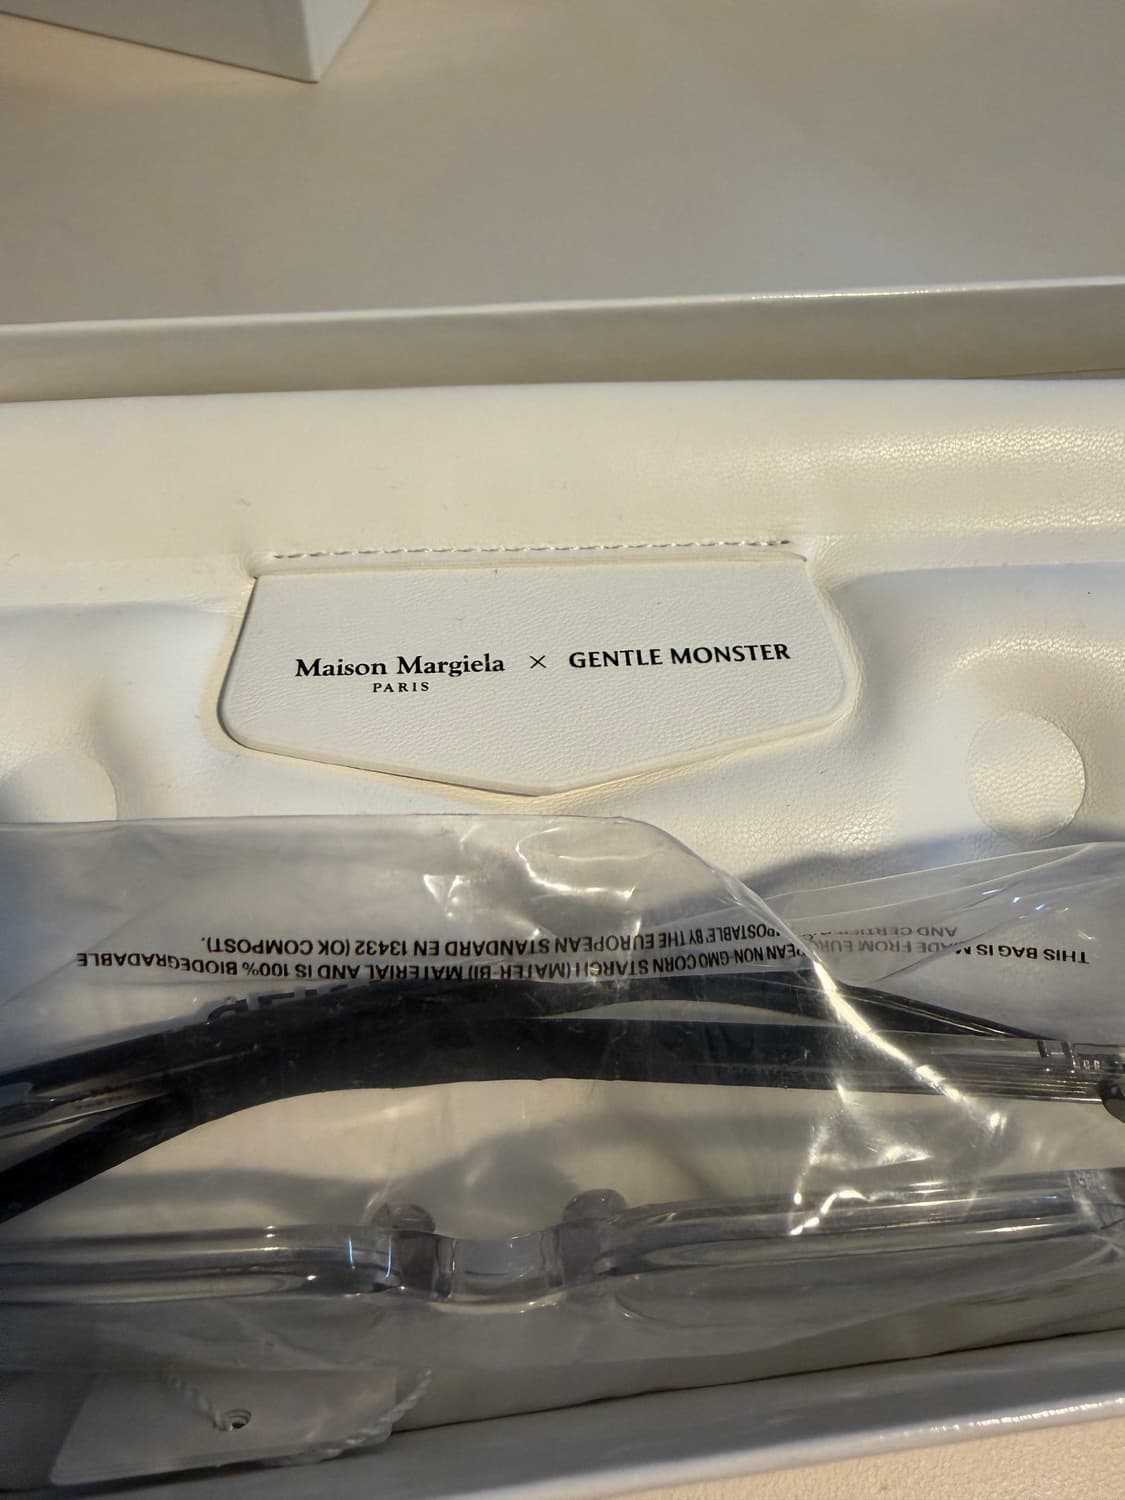 Maison Margiela × GENTLE MONSTER
PARIS
THIS BAG IS MADE FROM EUROPEAN NON-GMO CORN STARCH (MATER-BI) MATERIAL AND IS 100% BIODEGRADABLE
AND CERTIFIED COMPOSTABLE BY THE EUROPEAN STANDARD EN 13432 (OK COMPOST).